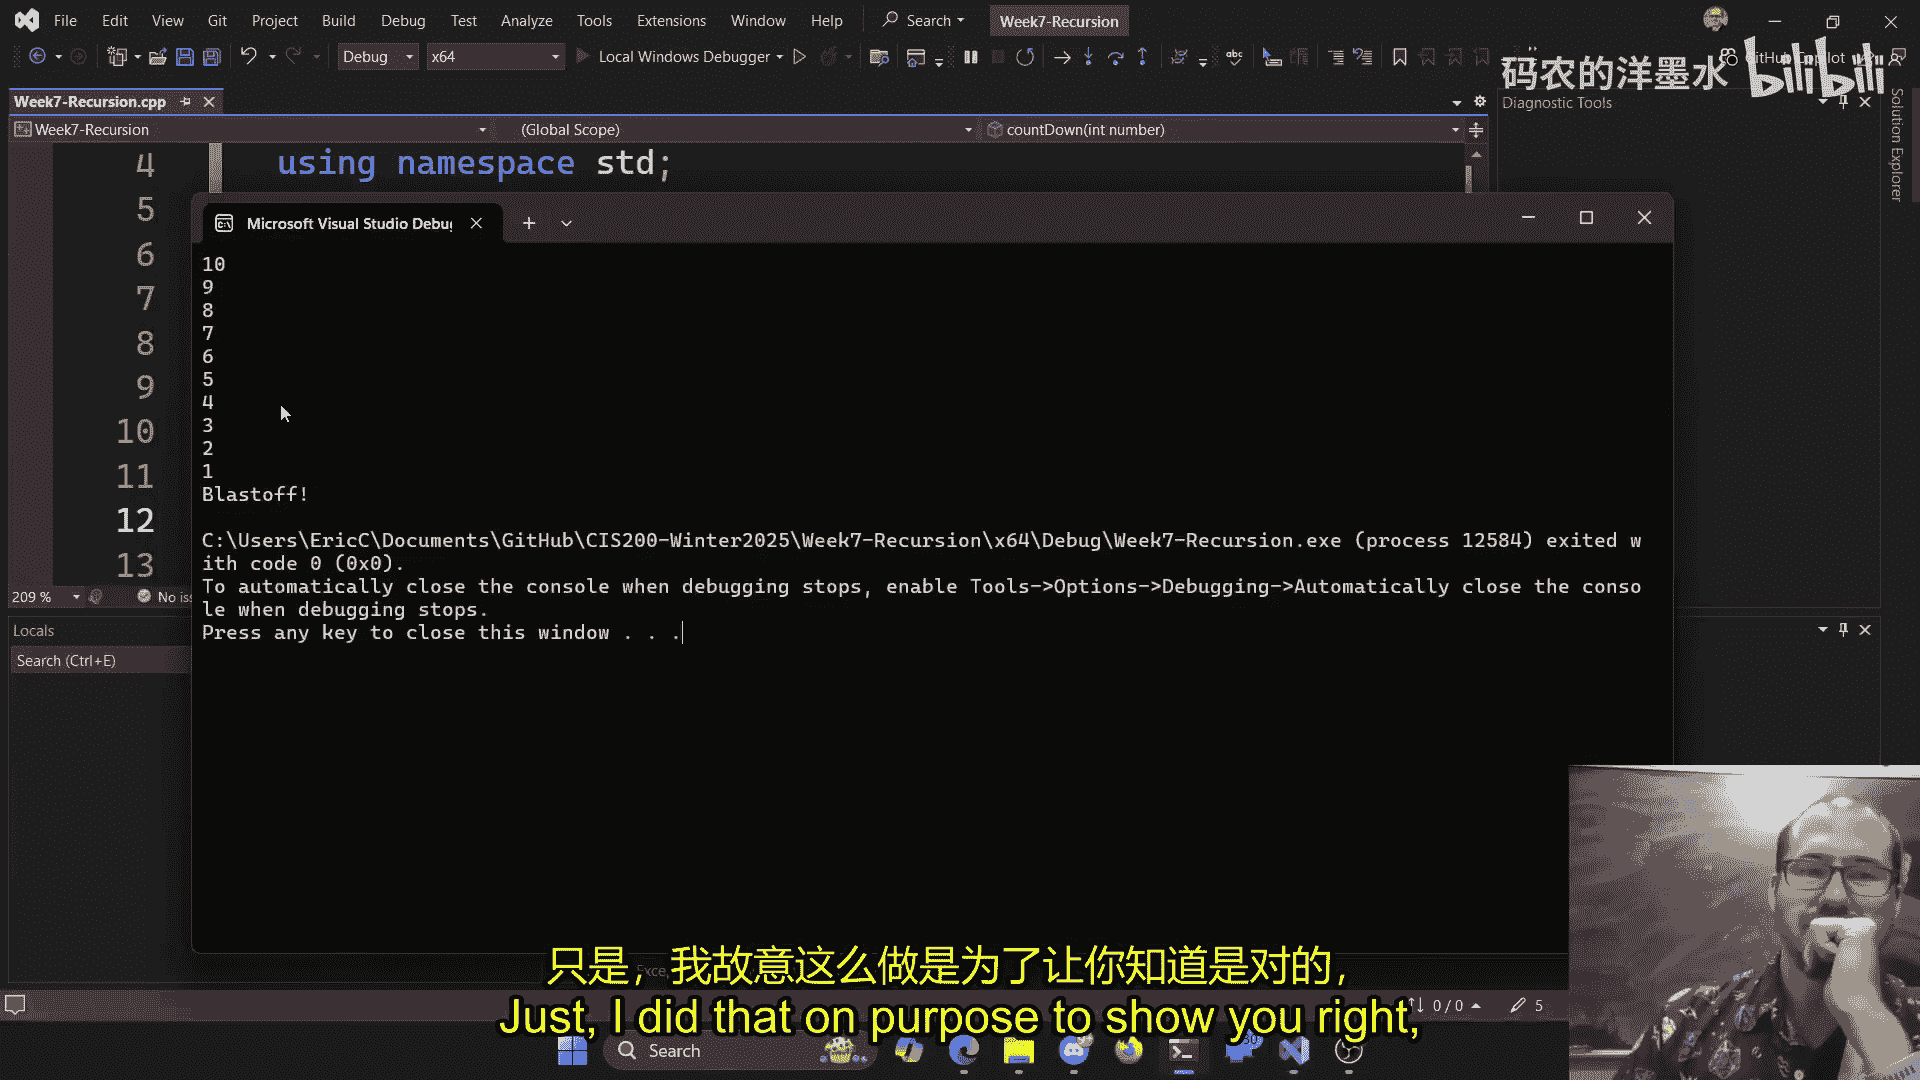 File Edit View Git Project Build Debug Test Analyze Tools Extensions Window Help Search Week7-Recursion
Debug x64 Local Windows Debugger
码农的洋墨水 bilibili
Week7-Recursion.cpp
Diagnostic Tools
Week7-Recursion (Global Scope) countDown(int number)
Solution Explorer
4 using namespace std;
5
6
7
8
9
10
11
12
13
Microsoft Visual Studio Debu
10
9
8
7
6
5
4
3
2
1
Blastoff!
C:\Users\EricC\Documents\GitHub\CIS200-Winter2025\Week7-Recursion\x64\Debug\Week7-Recursion.exe (process 12584) exited w
ith code 0 (0x0).
To automatically close the console when debugging stops, enable Tools->Options->Debugging->Automatically close the conso
le when debugging stops.
Press any key to close this window . . .
209 % No is
Locals
Search (Ctrl+E)
只是，我故意这么做是为了让你知道是对的，
Just, I did that on purpose to show you right,
0 / 0 5
Search